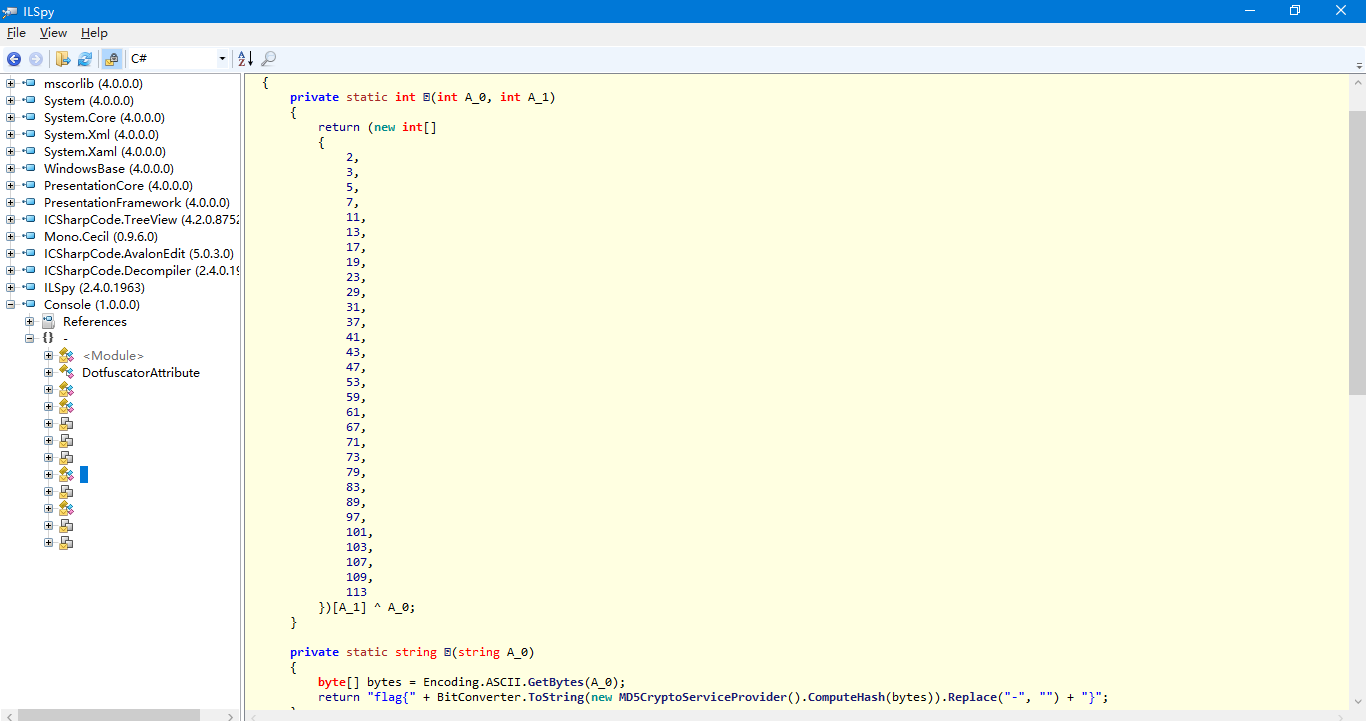 ILSpy
File View Help
C#
mscorlib (4.0.0.0)
System (4.0.0.0)
System.Core (4.0.0.0)
System.Xml (4.0.0.0)
System.Xaml (4.0.0.0)
WindowsBase (4.0.0.0)
PresentationCore (4.0.0.0)
PresentationFramework (4.0.0.0)
ICSharpCode.TreeView (4.2.0.8752
Mono.Cecil (0.9.6.0)
ICSharpCode.AvalonEdit (5.0.3.0)
ICSharpCode.Decompiler (2.4.0.19
ILSpy (2.4.0.1963)
Console (1.0.0.0)
References
{} -
<Module>
DotfuscatorAttribute
{
private static int (int A_0, int A_1)
{
return (new int[]
{
2,
3,
5,
7,
11,
13,
17,
19,
23,
29,
31,
37,
41,
43,
47,
53,
59,
61,
67,
71,
73,
79,
83,
89,
97,
101,
103,
107,
109,
113
})[A_1] ^ A_0;
}
private static string (string A_0)
{
byte[] bytes = Encoding.ASCII.GetBytes(A_0);
return "flag{" + BitConverter.ToString(new MD5CryptoServiceProvider().ComputeHash(bytes)).Replace("-", "") + "}";